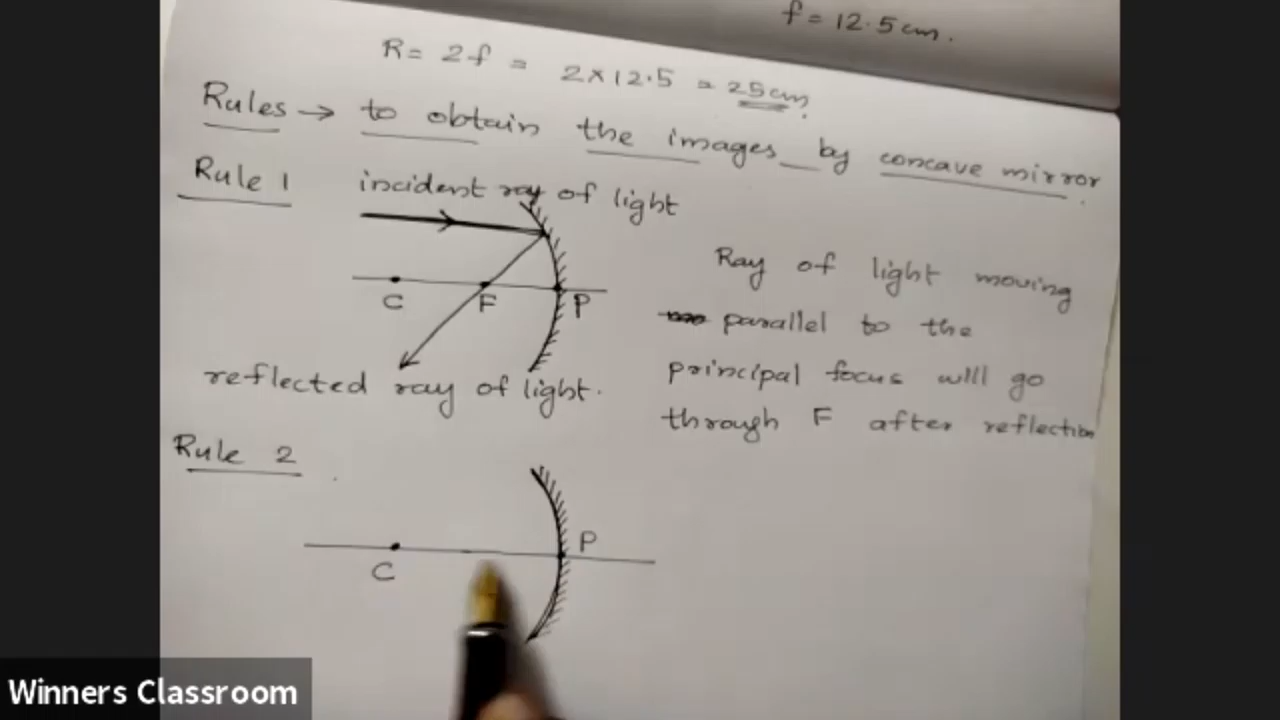 f = 12.5cm.
R = 2f = 2×12.5 = 25cm.
Rules → to obtain the images by concave mirror.
Rule 1 incident ray of light
C F P
Ray of light moving
parallel to the
principal focus will go
through F after reflection
reflected ray of light.
Rule 2
C P
Winners Classroom